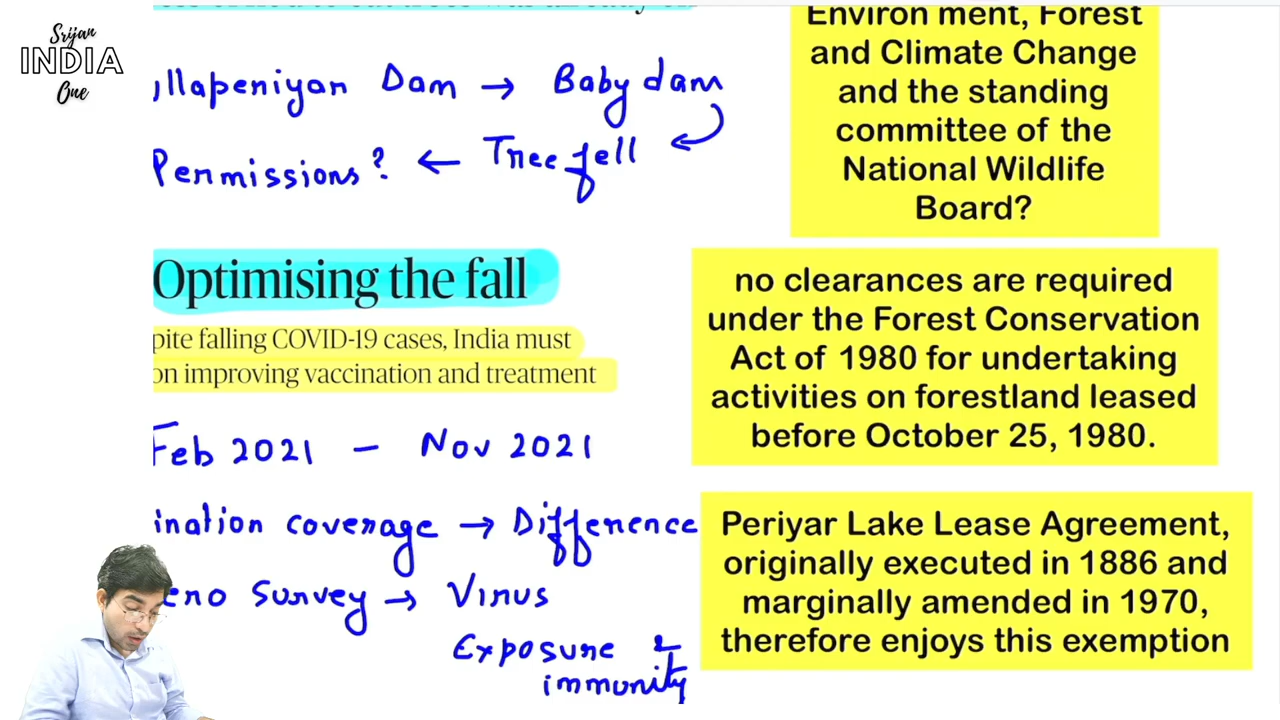 Srijan
INDIA
One
Environ ment, Forest
and Climate Change
and the standing
committee of the
National Wildlife
Board?
llapeniyan Dam → Baby dam
Tree fell
Permissions? ←
Optimising the fall
pite falling COVID-19 cases, India must
on improving vaccination and treatment
no clearances are required
under the Forest Conservation
Act of 1980 for undertaking
activities on forestland leased
before October 25, 1980.
Feb 2021 - Nov 2021
ination coverage → Difference
eno Survey → Virus
Exposure &
immunity
Periyar Lake Lease Agreement,
originally executed in 1886 and
marginally amended in 1970,
therefore enjoys this exemption